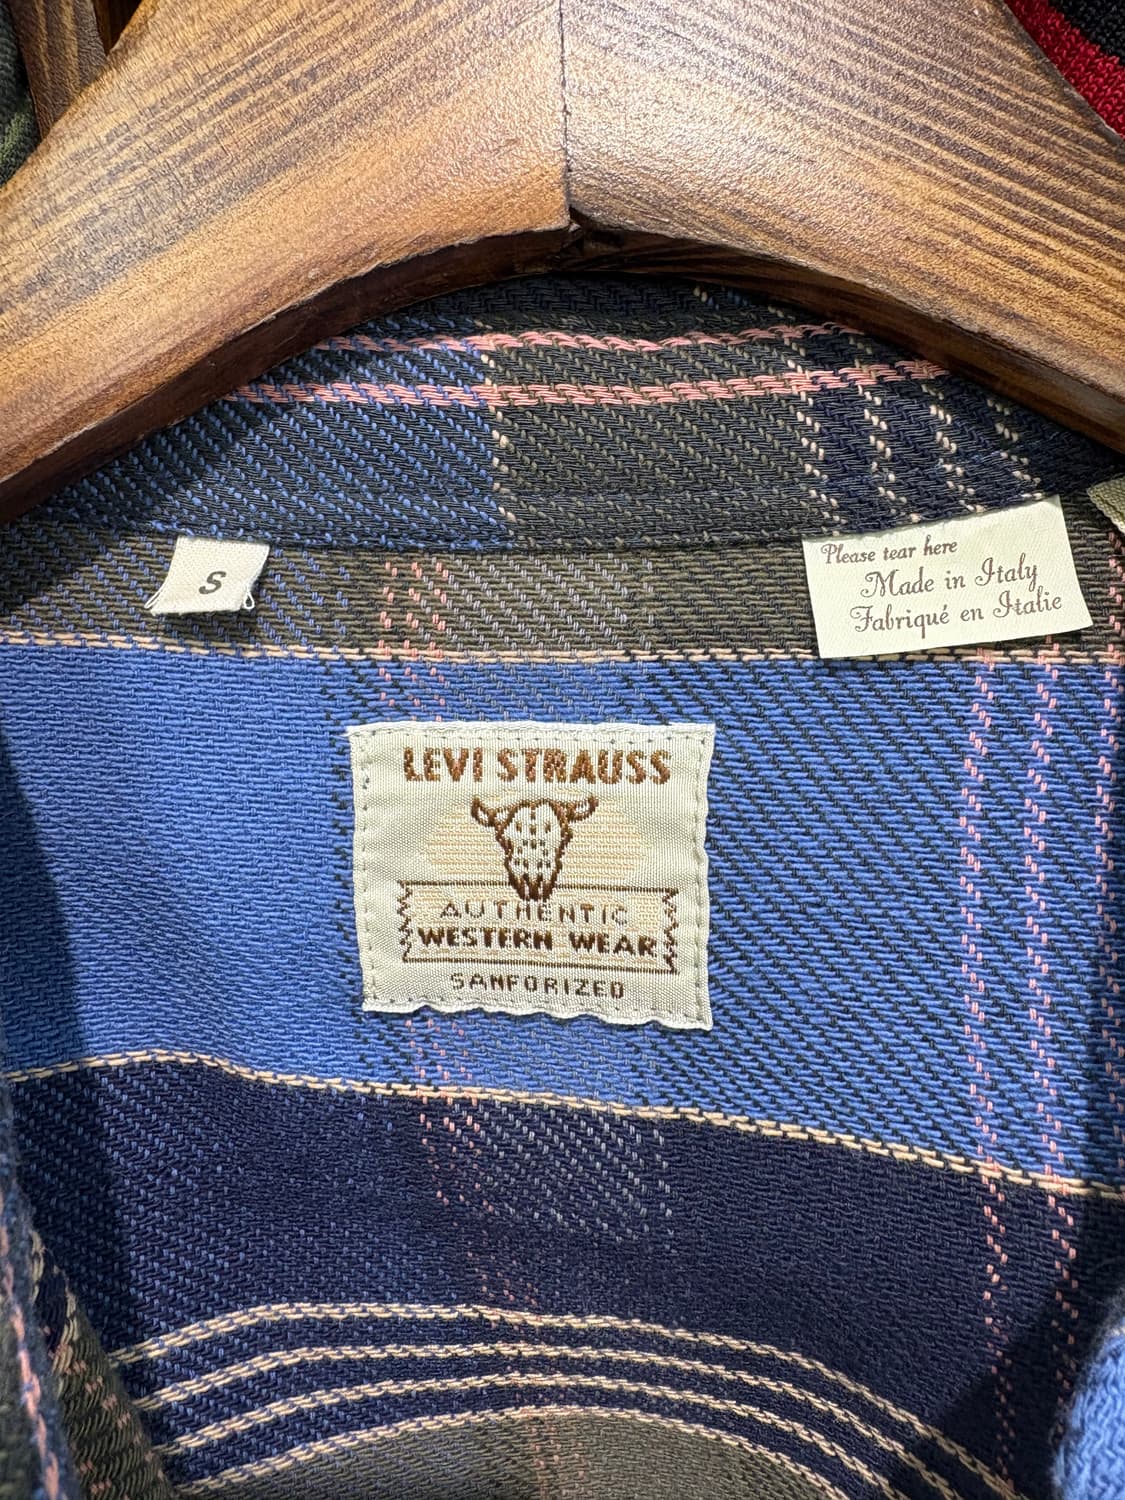 S
Please tear here
Made in Italy
Fabriqué en Italie
LEVI STRAUSS
AUTHENTIC
WESTERN WEAR
SANFORIZED